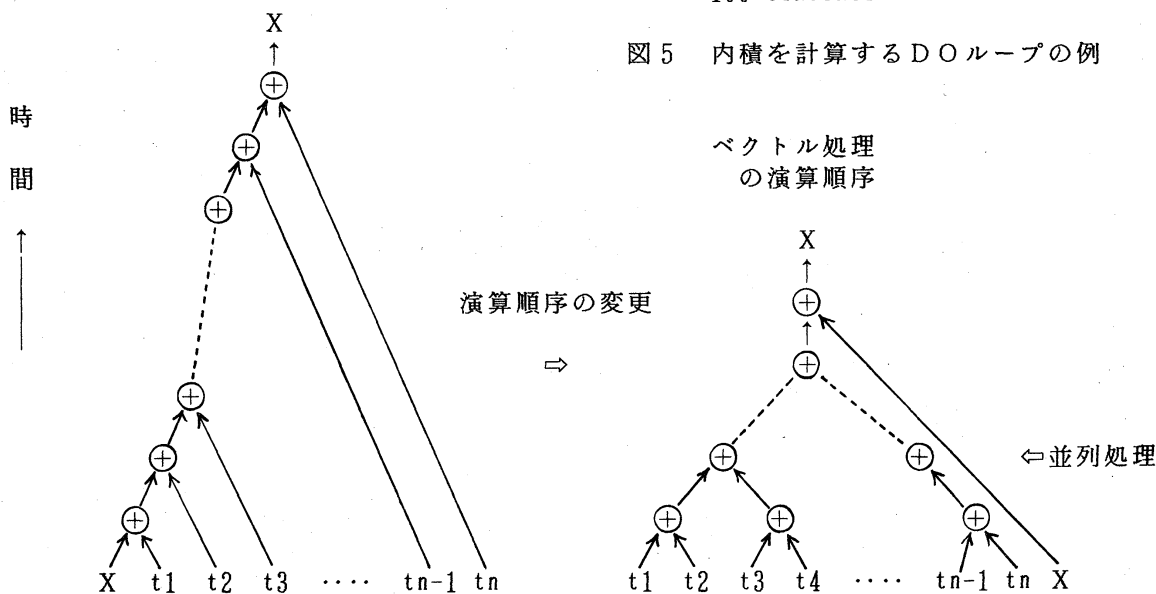 図5 内積を計算するDOループの例
X
時
間
ベクトル処理
の演算順序
X
演算順序の変更
⇨
⇦並列処理
X t1 t2 t3 ‥‥ tn-1 tn
t1 t2 t3 t4 ‥‥ tn-1 tn X